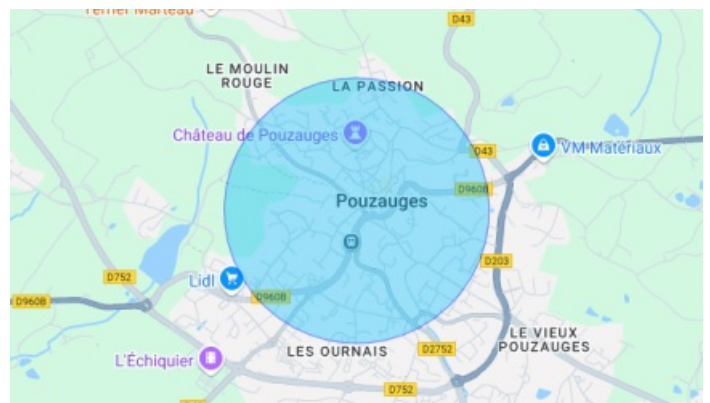 Terrier Marteau
D43
LE MOULIN
ROUGE
LA PASSION
Château de Pouzauges
D43
VM Matériaux
D960B
Pouzauges
D203
D752
Lidl
D960B
D960B
LE VIEUX
POUZAUGES
L'Échiquier
LES OURNAIS
D2752
D752